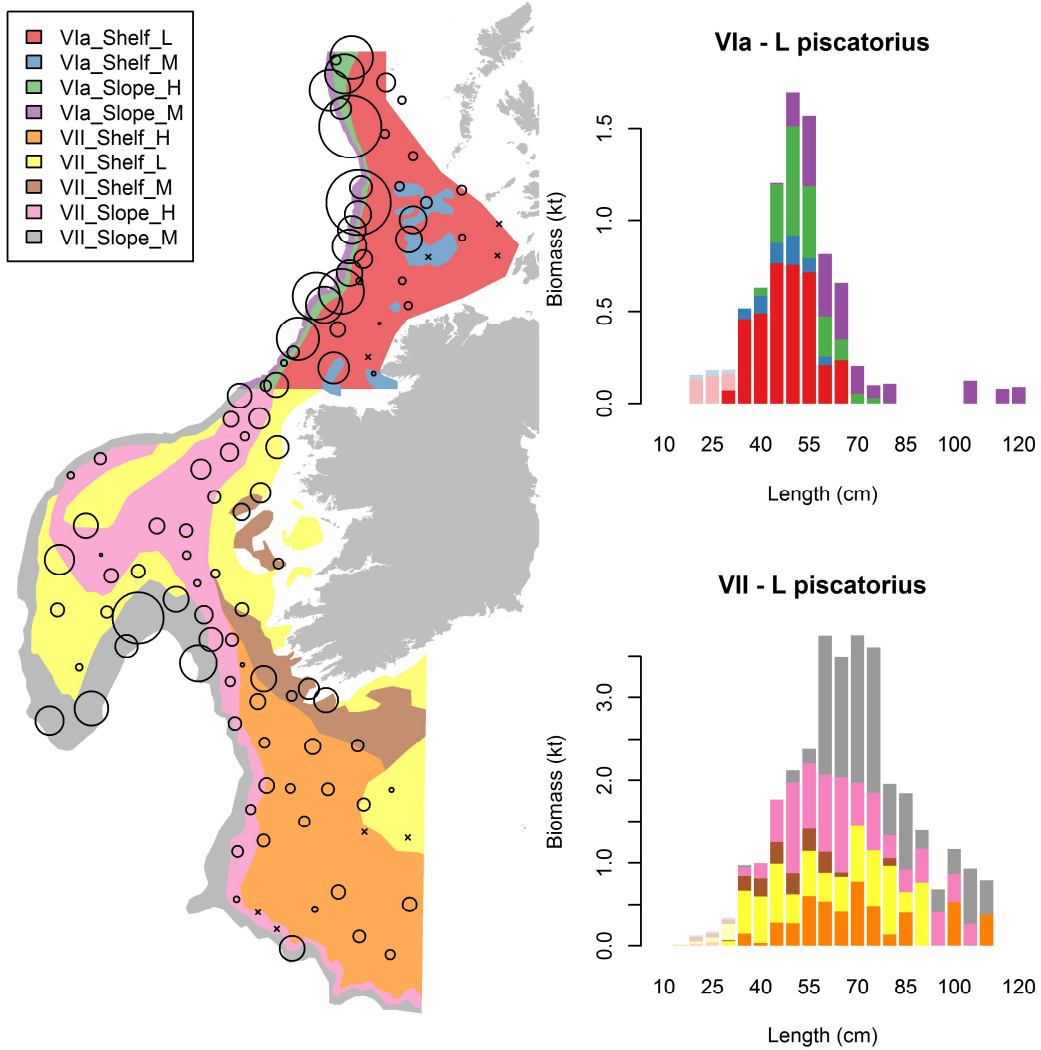 VIa_Shelf_L
VIa_Shelf_M
VIa_Slope_H
VIa_Slope_M
VII_Shelf_H
VII_Shelf_L
VII_Shelf_M
VII_Slope_H
VII_Slope_M
VIa - L piscatorius
Biomass (kt)
0.0 0.5 1.0 1.5
10 25 40 55 70 85 100 120
Length (cm)
VII - L piscatorius
Biomass (kt)
0.0 1.0 2.0 3.0
10 25 40 55 70 85 100 120
Length (cm)